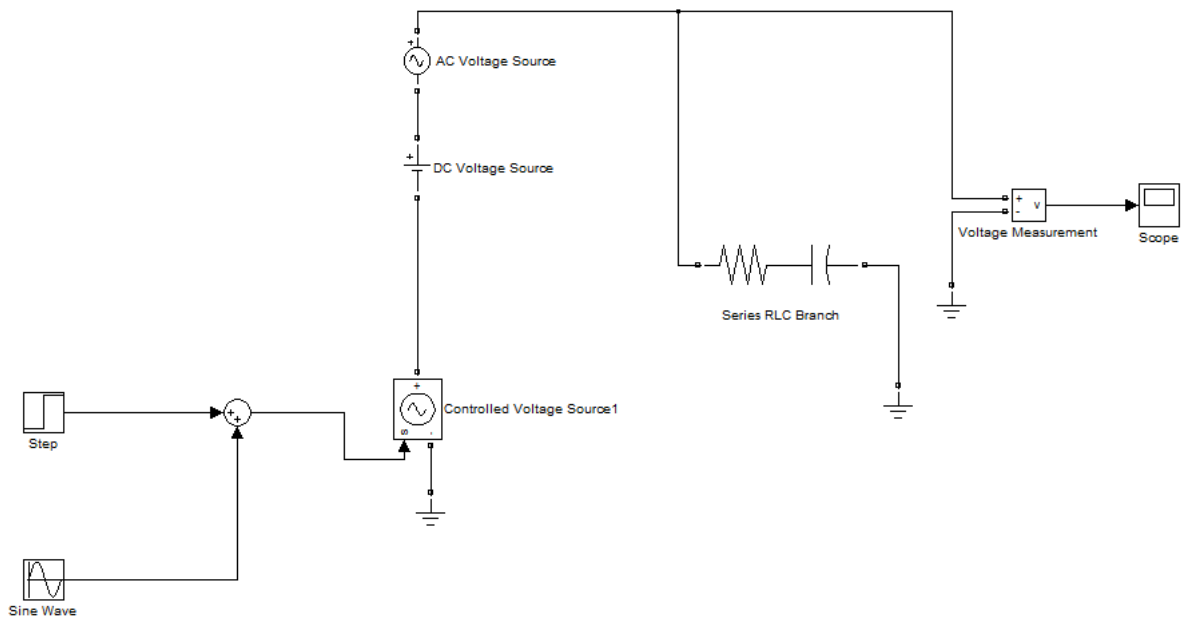 AC Voltage Source
DC Voltage Source
+
-
v
Voltage Measurement
Scope
Series RLC Branch
Controlled Voltage Source1
Step
s
Sine Wave